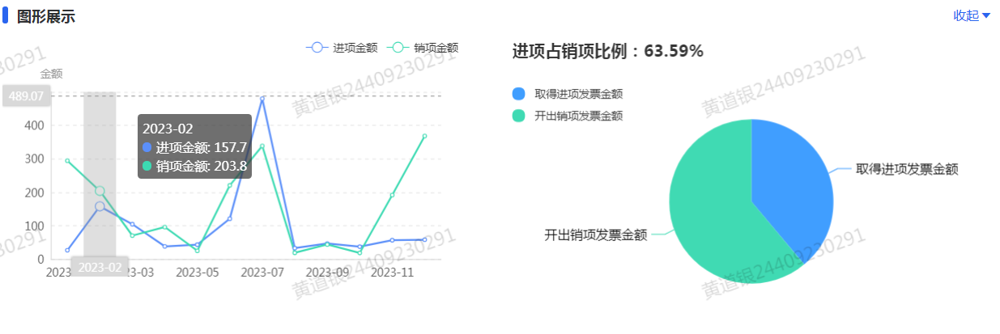 图形展示
收起
进项金额
销项金额
金额
489.07
400
300
200
100
0
2023-02
进项金额: 157.7
销项金额: 203.8
2023
2023-02
3-03
2023-05
2023-07
2023-09
2023-11
进项占销项比例：63.59%
取得进项发票金额
开出销项发票金额
取得进项发票金额
开出销项发票金额
30291
黄道银24409230291
黄道银24409230291
30291
黄道银24409230291
黄道银24409230291